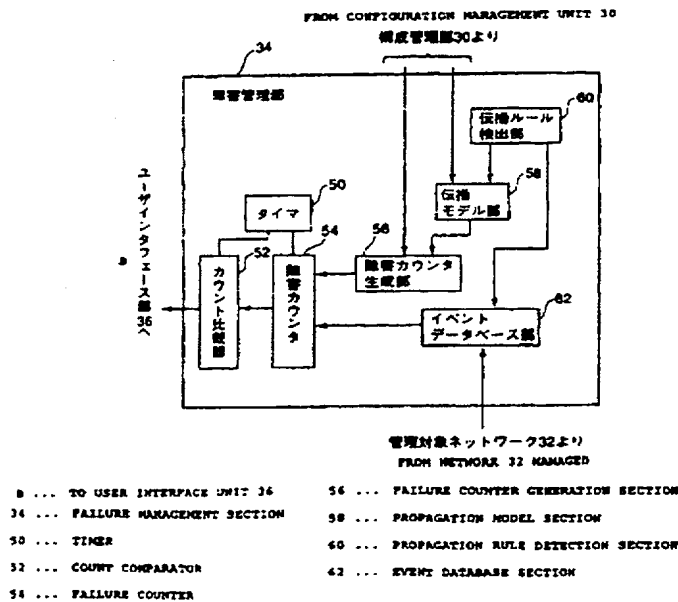 FROM CONFIGURATION MANAGEMENT UNIT 30
構成管理部30より
34
障害管理部
60
伝播ルール
検出部
58
伝播
モデル部
50
タイマ
56
障害カウンタ
生成部
54
障害カウンタ
52
カウント比較部
62
イベント
データベース部
ユーザインタフェース部36へ
a
管理対象ネットワーク32より
FROM NETWORK 32 MANAGED
a ... TO USER INTERFACE UNIT 36
34 ... FAILURE MANAGEMENT SECTION
50 ... TIMER
52 ... COUNT COMPARATOR
54 ... FAILURE COUNTER
56 ... FAILURE COUNTER GENERATION SECTION
58 ... PROPAGATION MODEL SECTION
60 ... PROPAGATION RULE DETECTION SECTION
62 ... EVENT DATABASE SECTION